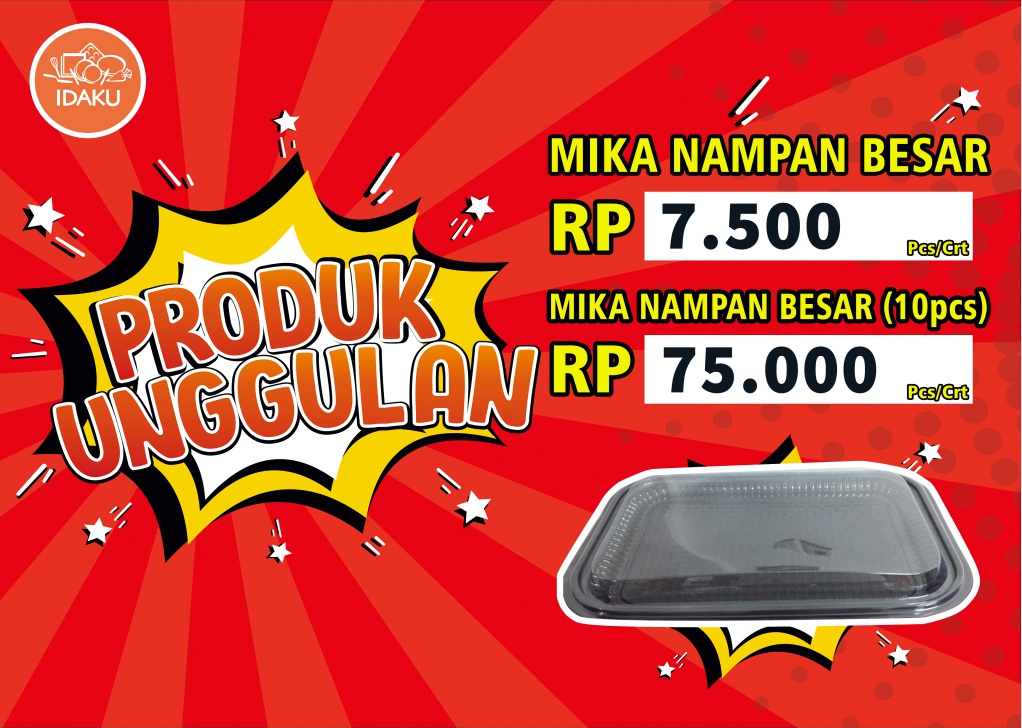 IDAKU
PRODUK
UNGGULAN
MIKA NAMPAN BESAR
RP 7.500 Pcs/Crt
MIKA NAMPAN BESAR (10pcs)
RP 75.000 Pcs/Crt